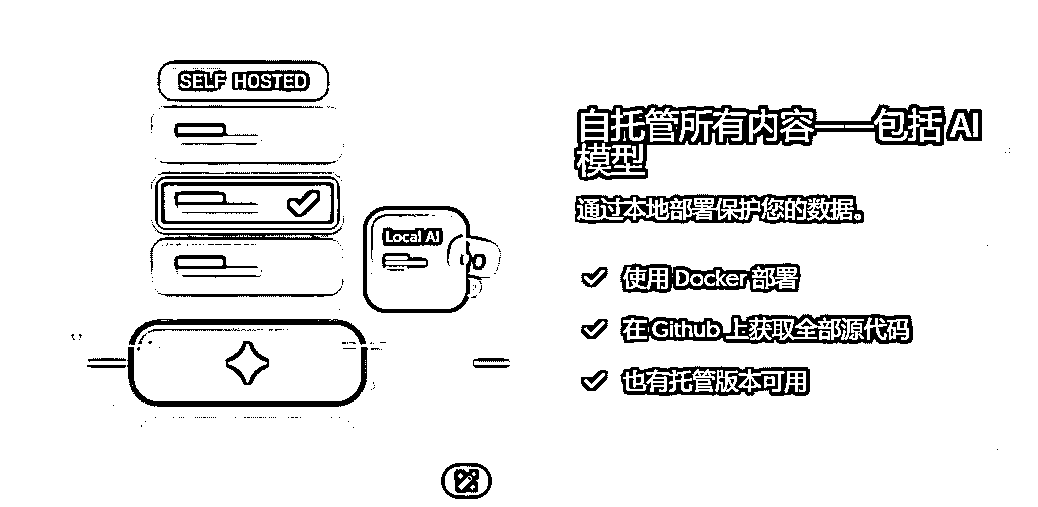 SELF HOSTED
Local AI
自托管所有内容——包括 AI
模型
通过本地部署保护您的数据。
使用 Docker 部署
在 Github 上获取全部源代码
也有托管版本可用